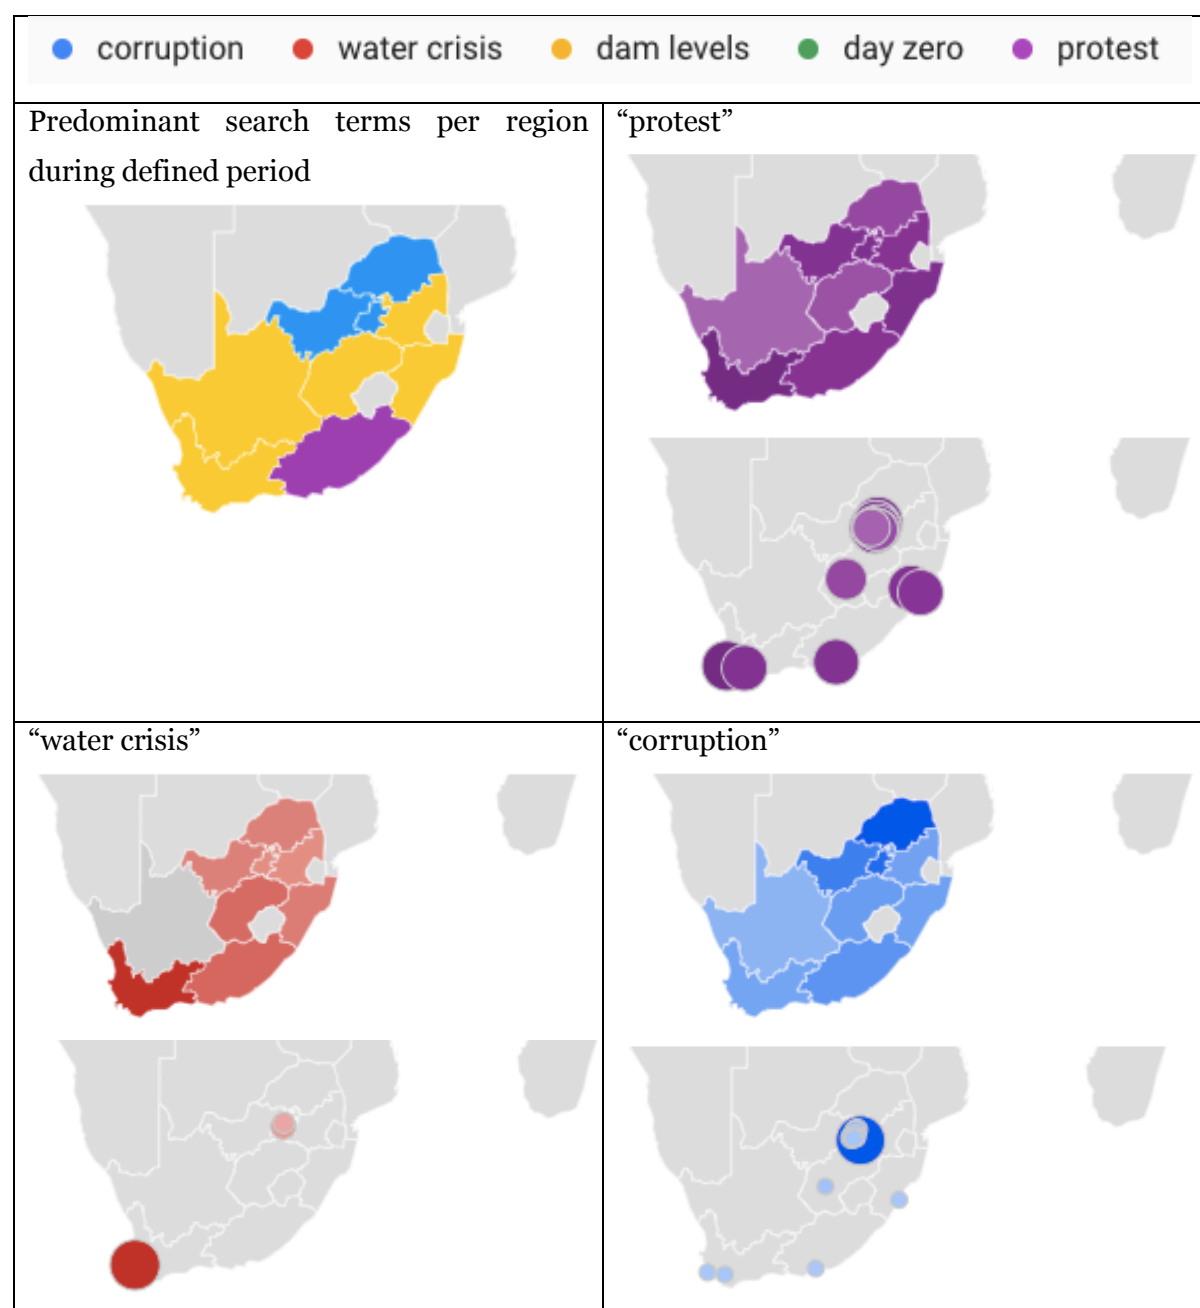 corruption water crisis dam levels day zero protest
Predominant search terms per region
during defined period
“protest”
“water crisis”
“corruption”